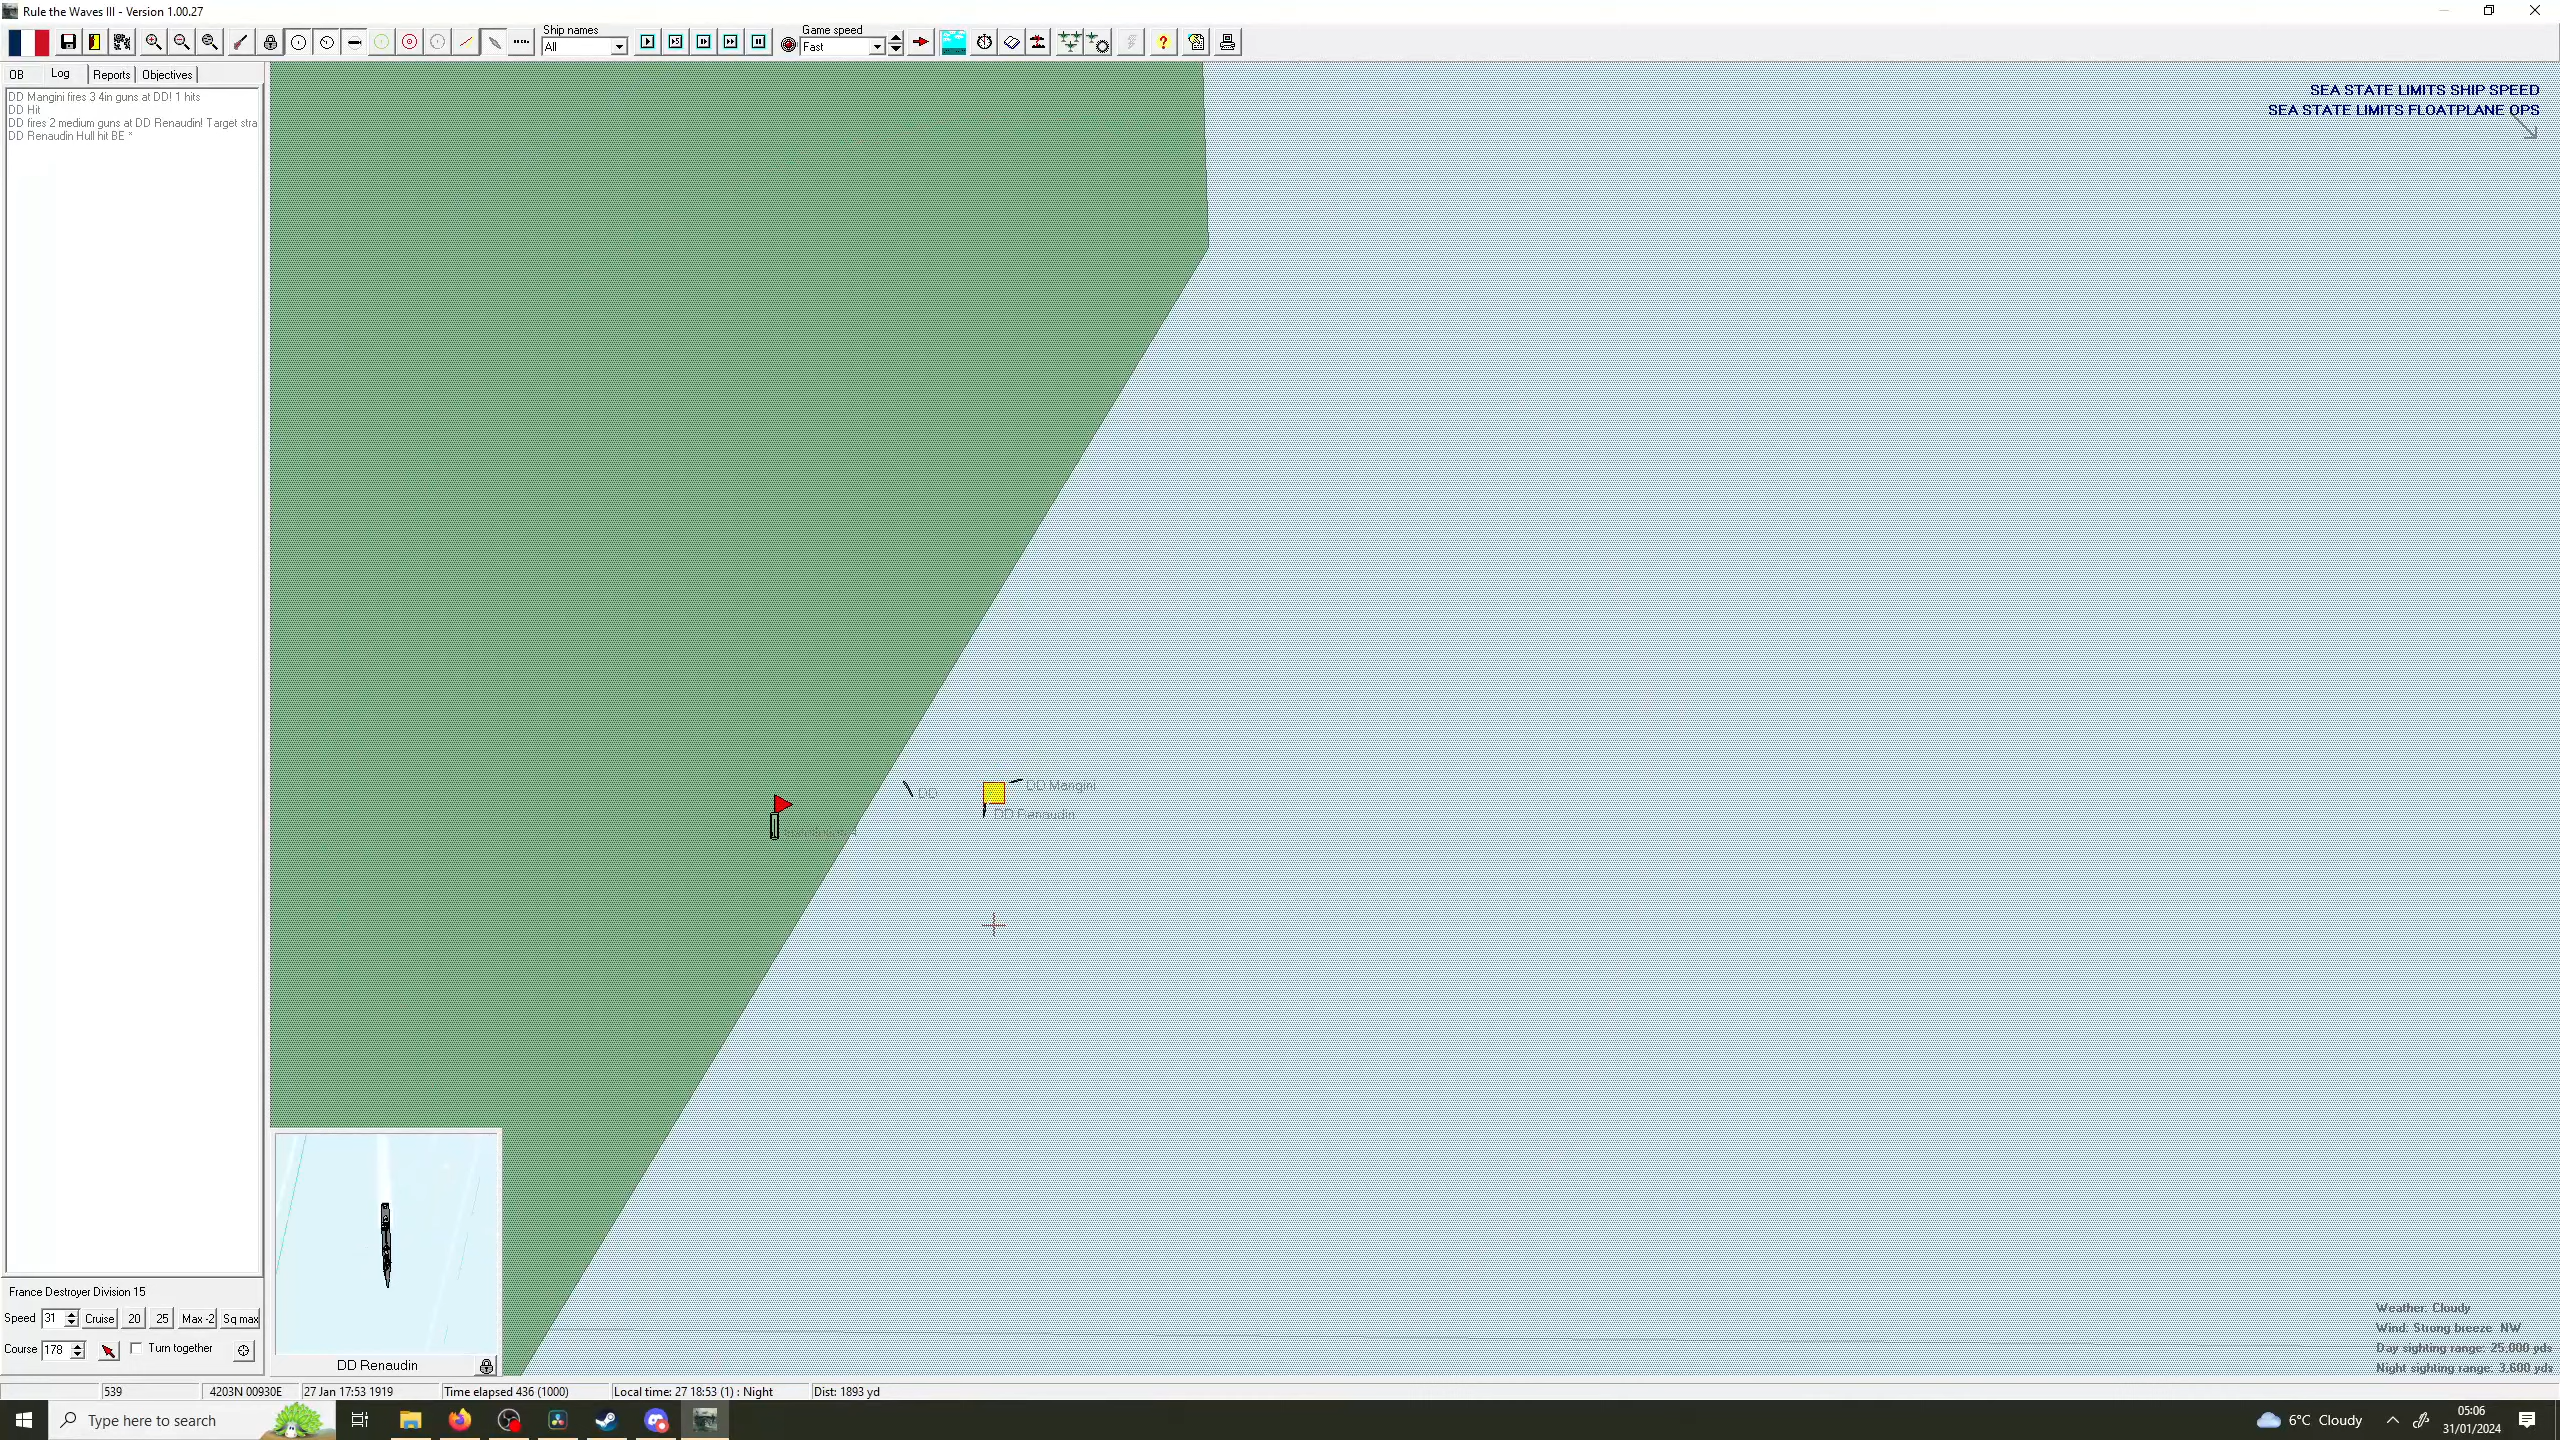 Rule the Waves III - Version 1.00.27
Ship names
All
Game speed
Fast
OB
Log
Reports
Objectives
DD Mangini fires 3 4in guns at DD! 1 hits
DD Hit
DD fires 2 medium guns at DD Renaudin! Target stra
DD Renaudin Hull hit BE *
SEA STATE LIMITS SHIP SPEED
SEA STATE LIMITS FLOATPLANE OPS
DD
DD Mangini
DD Renaudin
France Destroyer Division 15
Speed 31 Cruise 20 25 Max -2 Sq max
Course 178 Turn together
DD Renaudin
Weather: Cloudy
Wind: Strong breeze NW
Day sighting range: 25,000 yds
Night sighting range: 3,600 yds
539 4203N 00930E 27 Jan 17:53 1919 Time elapsed 436 (1000) Local time: 27 18:53 (1) : Night Dist: 1893 yd
Type here to search
6°C Cloudy
05:06
31/01/2024